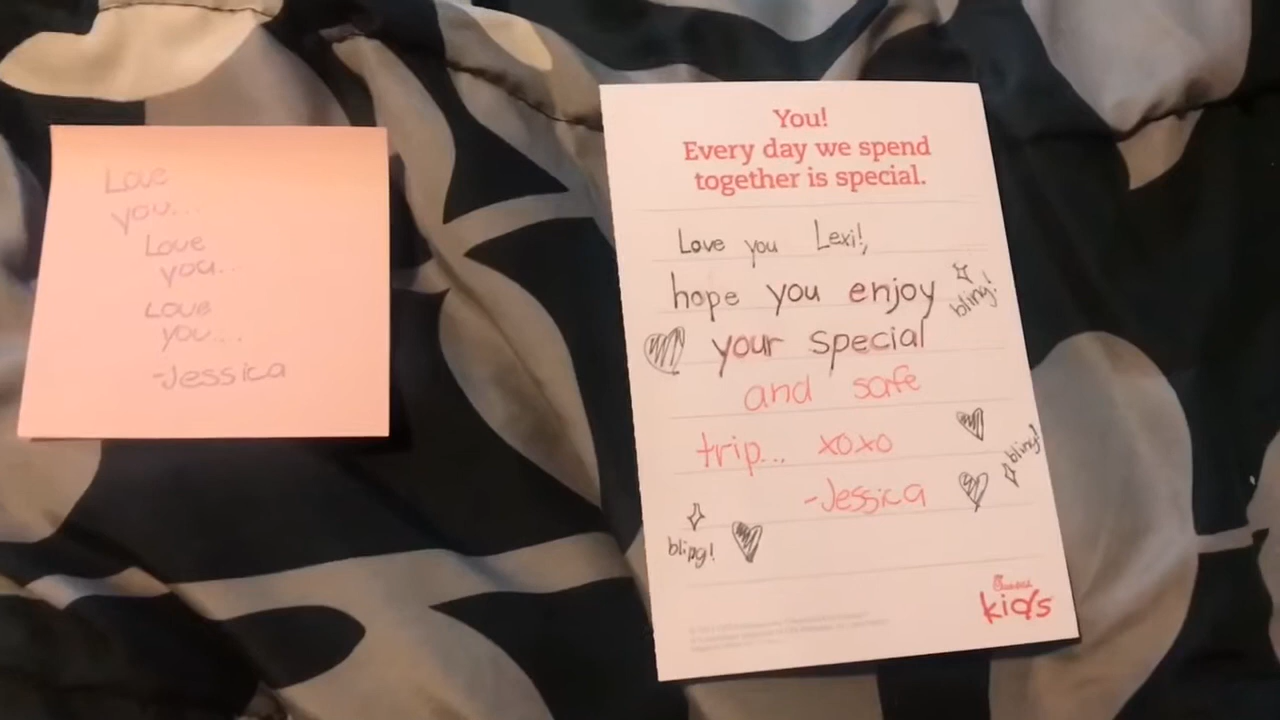 Love
you...
Love
you...
Love
you...
-Jessica
You!
Every day we spend
together is special.
Love you Lexi!,
hope you enjoy
bling!
your special
and safe
trip... xoxo
bling!
-Jessica
bling!
kids